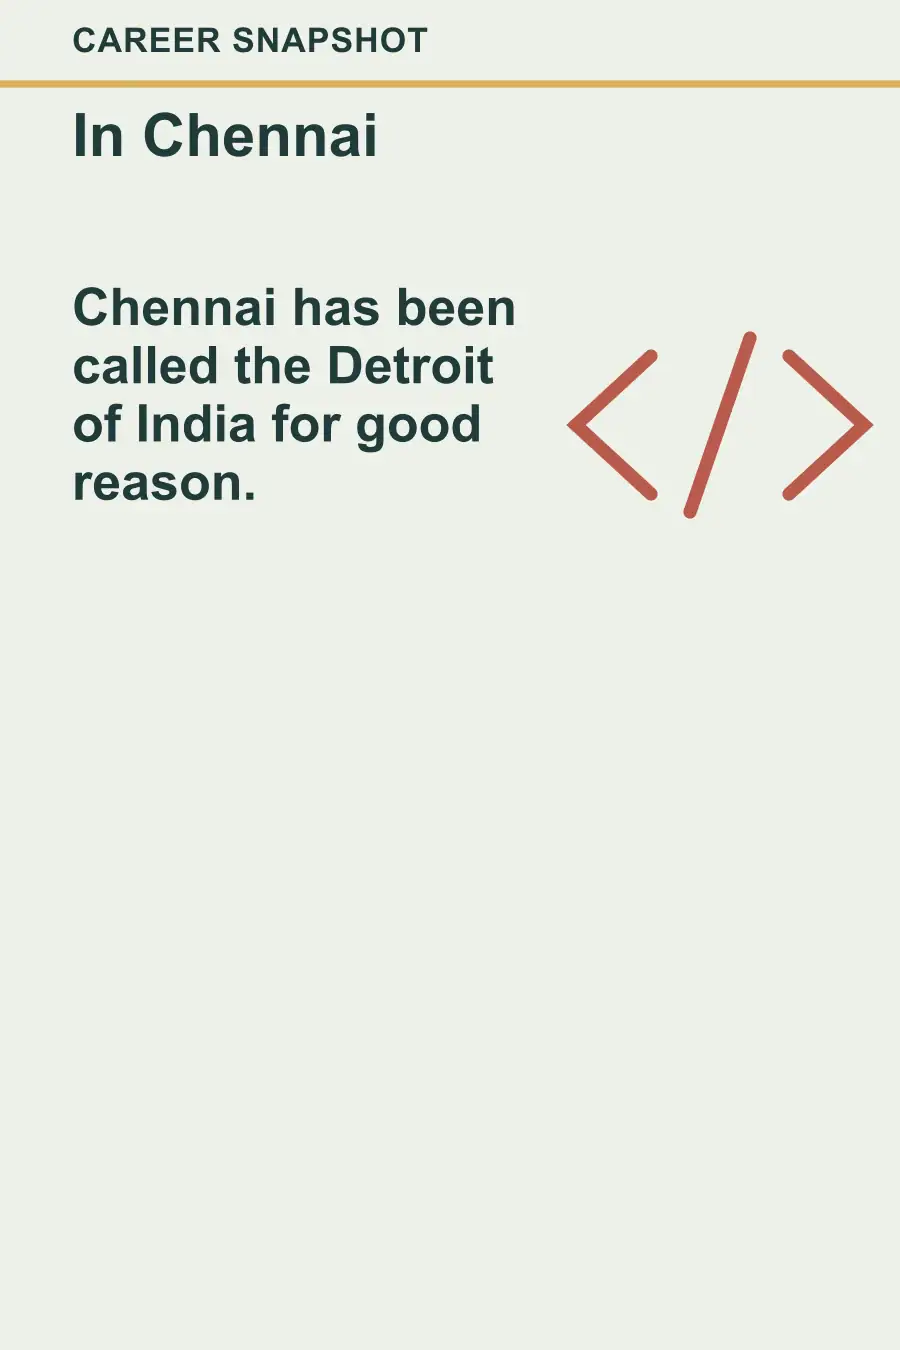 CAREER SNAPSHOT
In Chennai
Chennai has been
called the Detroit
of India for good
reason.